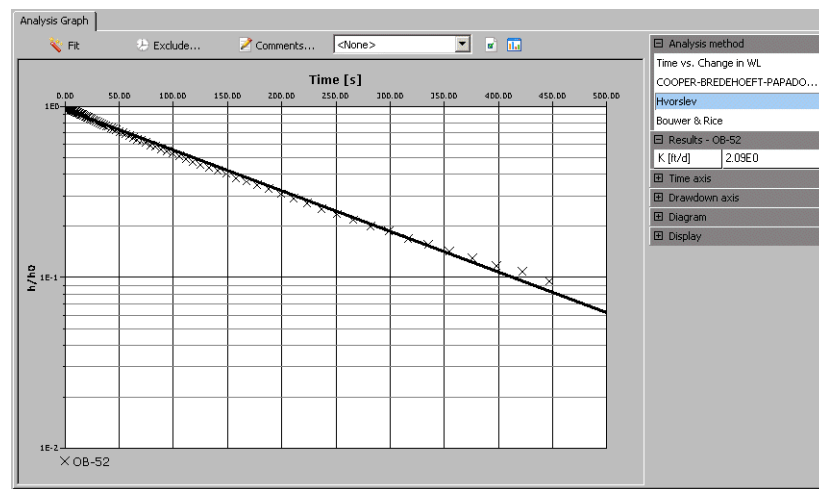 Analysis Graph
Fit
Exclude...
Comments...
<None>
Time [s]
0.00 50.00 100.00 150.00 200.00 250.00 300.00 350.00 400.00 450.00 500.00
1E0
h/h0
1E-1
1E-2
OB-52
Analysis method
Time vs. Change in WL
COOPER-BREDEHOEFT-PAPADO...
Hvorslev
Bouwer & Rice
Results - OB-52
K [ft/d] 2.09E0
Time axis
Drawdown axis
Diagram
Display